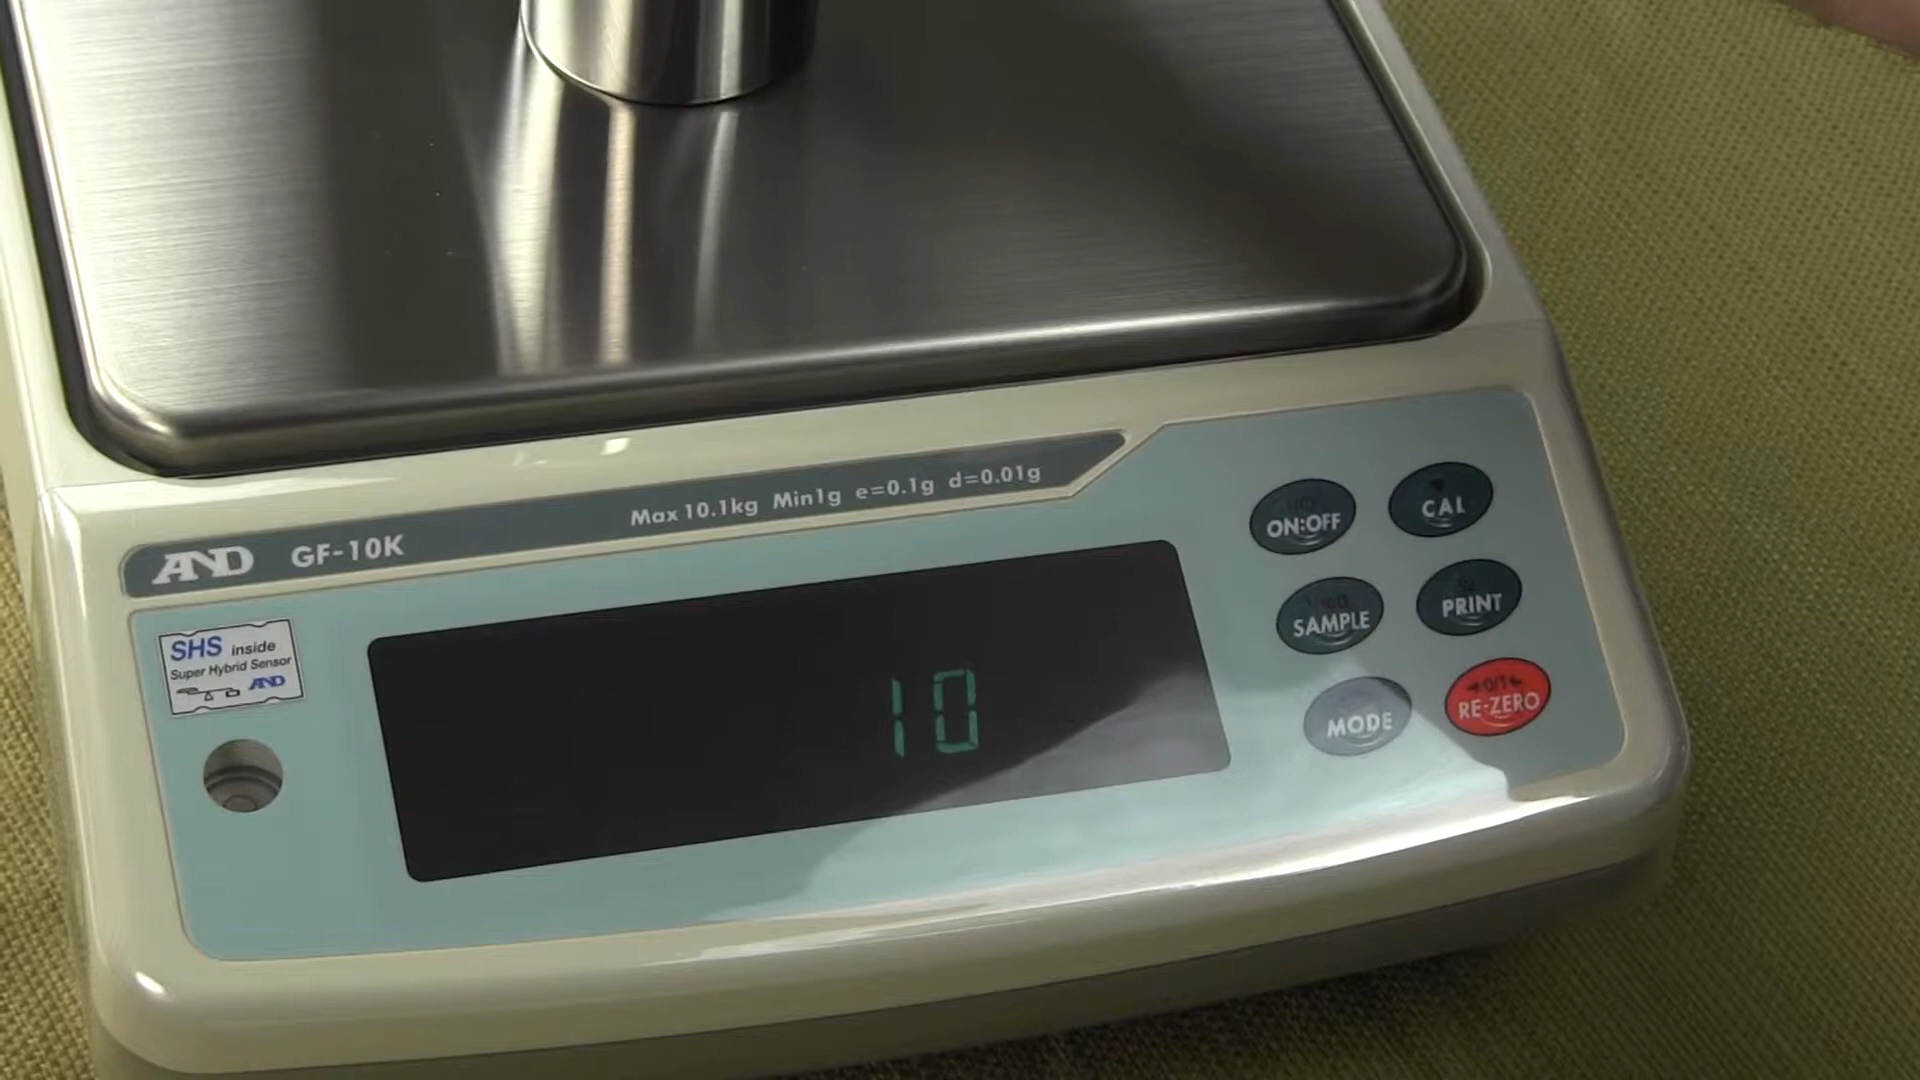 Max 10.1kg Min1g e=0.1g d=0.01g
AND GF-10K
SHS inside
Super Hybrid Sensor
AND
10
ON:OFF
CAL
SAMPLE
PRINT
MODE
→O/T←
RE-ZERO